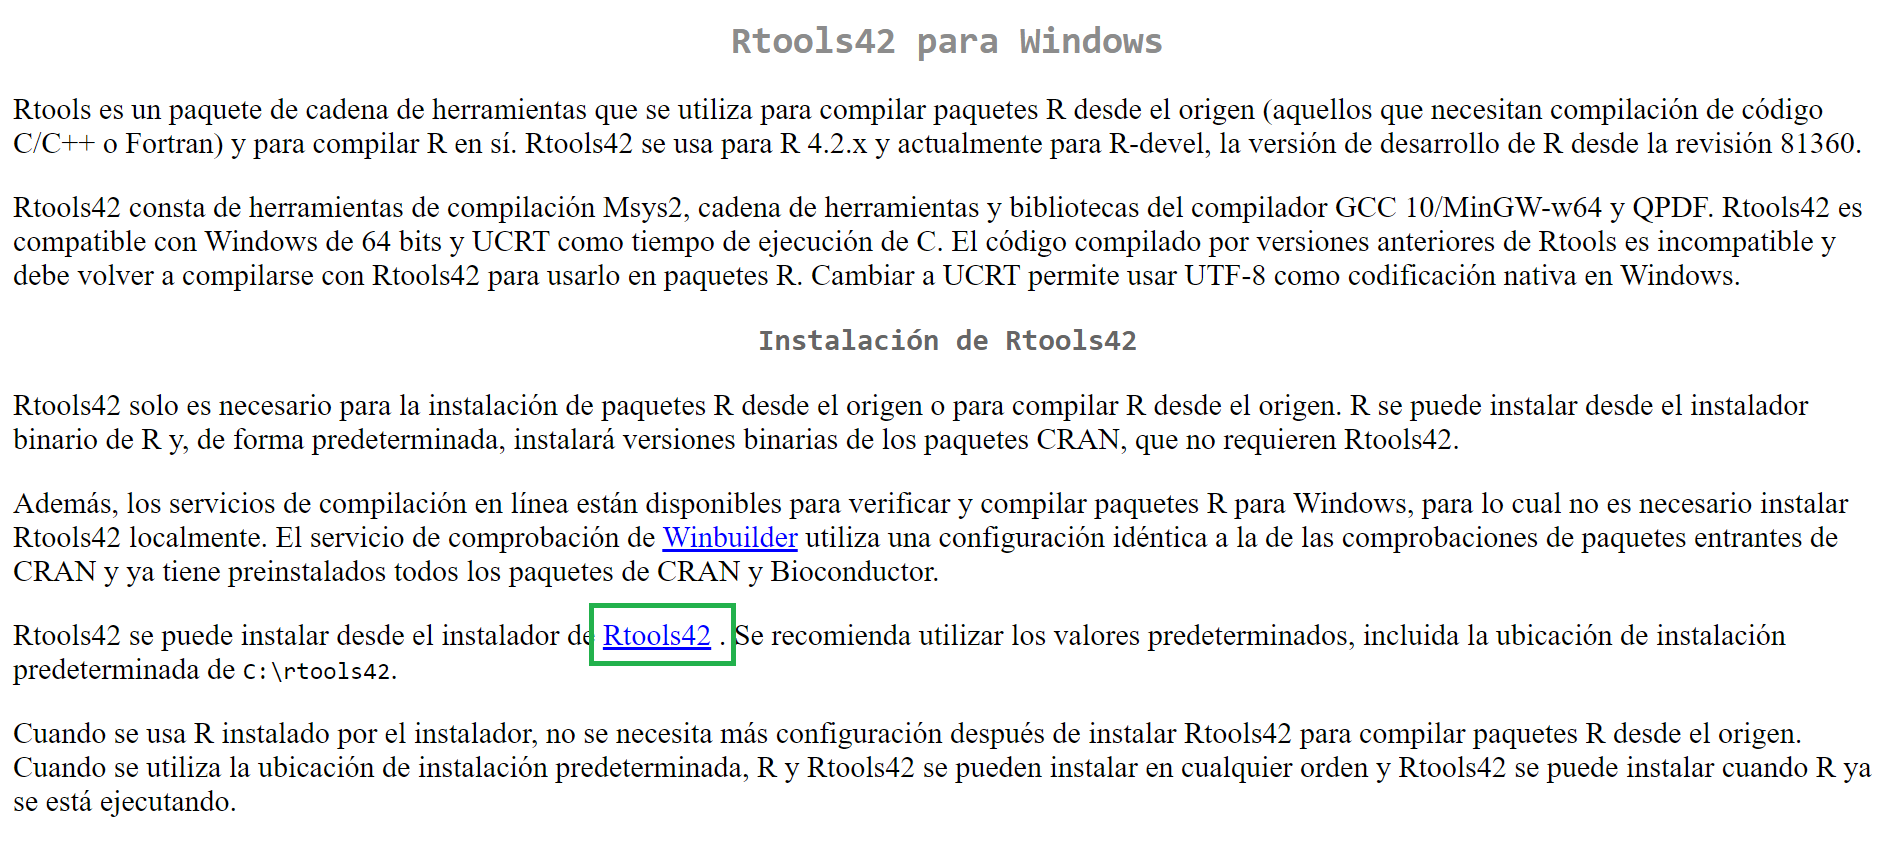 Rtools42 para Windows
Rtools es un paquete de cadena de herramientas que se utiliza para compilar paquetes R desde el origen (aquellos que necesitan compilación de código
C/C++ o Fortran) y para compilar R en sí. Rtools42 se usa para R 4.2.x y actualmente para R-devel, la versión de desarrollo de R desde la revisión 81360.
Rtools42 consta de herramientas de compilación Msys2, cadena de herramientas y bibliotecas del compilador GCC 10/MinGW-w64 y QPDF. Rtools42 es
compatible con Windows de 64 bits y UCRT como tiempo de ejecución de C. El código compilado por versiones anteriores de Rtools es incompatible y
debe volver a compilarse con Rtools42 para usarlo en paquetes R. Cambiar a UCRT permite usar UTF-8 como codificación nativa en Windows.
Instalación de Rtools42
Rtools42 solo es necesario para la instalación de paquetes R desde el origen o para compilar R desde el origen. R se puede instalar desde el instalador
binario de R y, de forma predeterminada, instalará versiones binarias de los paquetes CRAN, que no requieren Rtools42.
Además, los servicios de compilación en línea están disponibles para verificar y compilar paquetes R para Windows, para lo cual no es necesario instalar
Rtools42 localmente. El servicio de comprobación de Winbuilder utiliza una configuración idéntica a la de las comprobaciones de paquetes entrantes de
CRAN y ya tiene preinstalados todos los paquetes de CRAN y Bioconductor.
Rtools42 se puede instalar desde el instalador de Rtools42 . Se recomienda utilizar los valores predeterminados, incluida la ubicación de instalación
predeterminada de C:\rtools42.
Cuando se usa R instalado por el instalador, no se necesita más configuración después de instalar Rtools42 para compilar paquetes R desde el origen.
Cuando se utiliza la ubicación de instalación predeterminada, R y Rtools42 se pueden instalar en cualquier orden y Rtools42 se puede instalar cuando R ya
se está ejecutando.